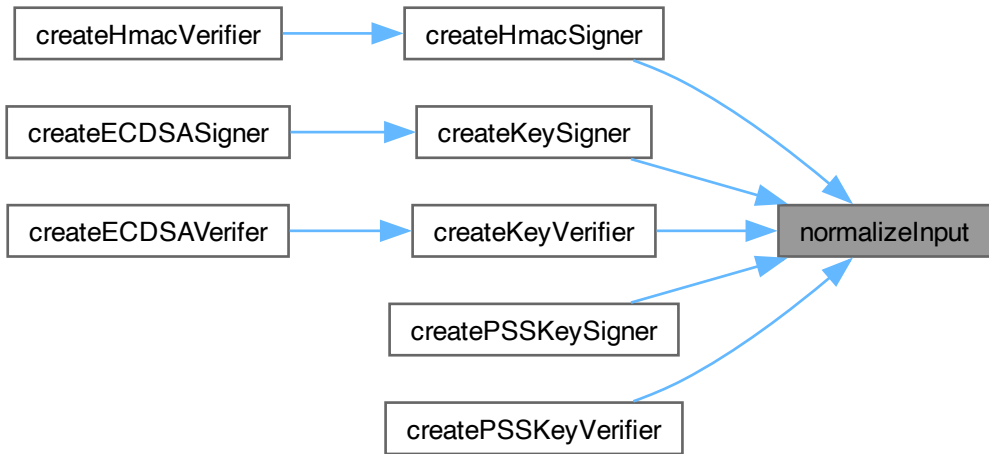 createHmacVerifier
createHmacSigner
createECDSASigner
createKeySigner
createECDSAVerifer
createKeyVerifier
normalizeInput
createPSSKeySigner
createPSSKeyVerifier